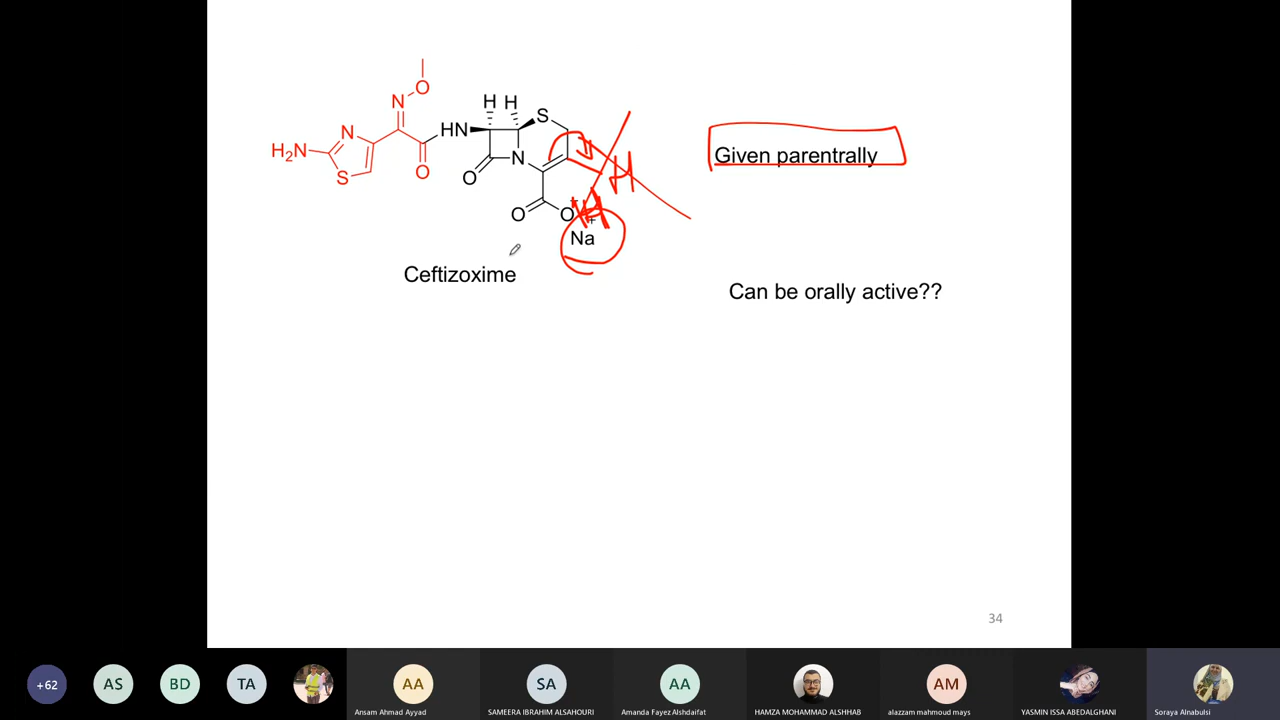 O
N
O
H H
S
HN
N
H₂N
N
S
O
O
O
O
+
Na
H
Given parentrally
Ceftizoxime
Can be orally active??
34
+62
AS
BD
TA
AA
Ansam Ahmad Ayyad
SA
SAMEERA IBRAHIM ALSAHOURI
AA
Amanda Fayez Alshdaifat
HAMZA MOHAMMAD ALSHHAB
AM
alazzam mahmoud mays
YASMIN ISSA ABEDALGHANI
Soraya Alnabulsi